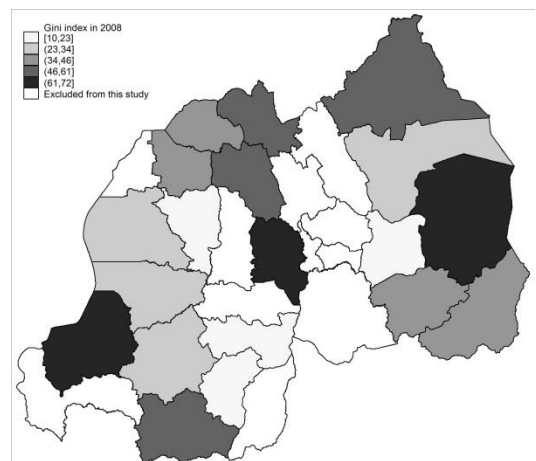 Gini index in 2008
[10,23]
(23,34]
(34,46]
(46,61]
(61,72]
Excluded from this study